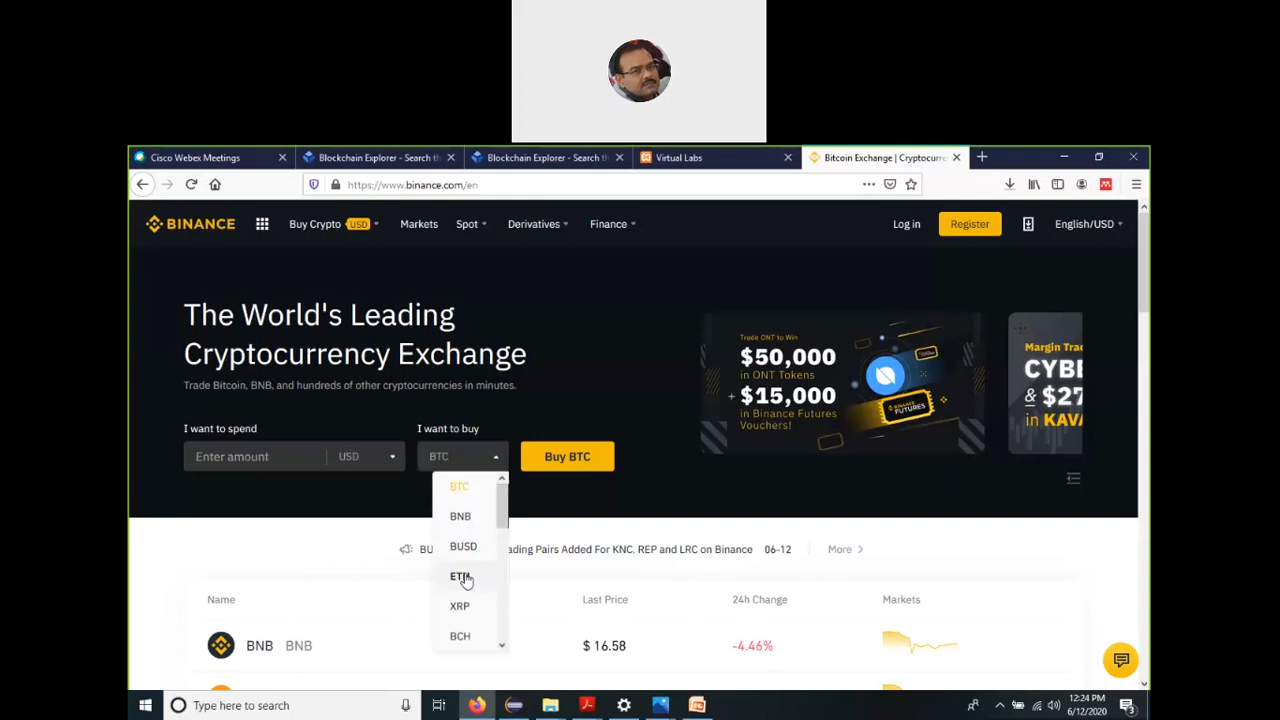 Cisco Webex Meetings
Blockchain Explorer - Search th
Blockchain Explorer - Search th
Virtual Labs
Bitcoin Exchange | Cryptocurre
https://www.binance.com/en
BINANCE
Buy Crypto USD
Markets
Spot
Derivatives
Finance
Log in
Register
English/USD
The World's Leading
Cryptocurrency Exchange
Trade Bitcoin, BNB, and hundreds of other cryptocurrencies in minutes.
I want to spend
I want to buy
Enter amount
USD
BTC
Buy BTC
BTC
BNB
BUSD
ETH
XRP
BCH
Trade ONT to Win
$50,000
in ONT Tokens
+ $15,000
in Binance Futures
Vouchers!
BINANCE
FUTURES
Margin Tra
CYBE
& $27
in KAVA
BU
ading Pairs Added For KNC, REP and LRC on Binance 06-12
More
Name
Last Price
24h Change
Markets
BNB BNB
$ 16.58
-4.46%
Type here to search
12:24 PM
6/12/2020
3